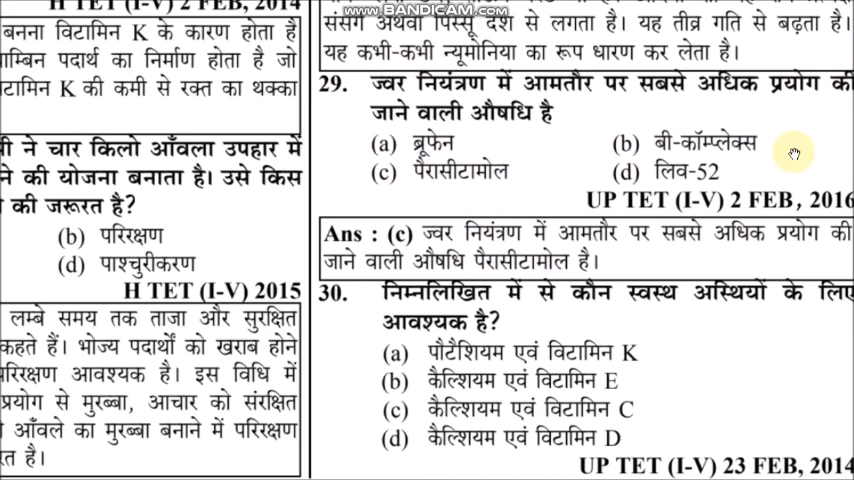 WWW.BANDICAM.COM
H TET (I-V) 2 FEB, 2014
बनना विटामिन K के कारण होता है
पदार्थ का निर्माण होता है जो
K की कमी से रक्त का थक्का
ने चार किलो आँवला उपहार में
की योजना बनाता है। उसे किस
की जरूरत है?
(b) परिरक्षण
(d) पाश्चुरीकरण
H TET (I-V) 2015
लम्बे समय तक ताजा और सुरक्षित
कहते हैं। भोज्य पदार्थों को खराब होने
परिरक्षण आवश्यक है। इस विधि में
प्रयोग से मुरब्बा, आचार को संरक्षित
आँवले का मुरब्बा बनाने में परिरक्षण
है।
संसर्ग अथवा पिस्सू दंश से लगता है। यह तीव्र गति से बढ़ता है।
यह कभी-कभी न्यूमोनिया का रूप धारण कर लेता है।
29. ज्वर नियंत्रण में आमतौर पर सबसे अधिक प्रयोग की
जाने वाली औषधि है
(a) ब्रूफेन (b) बी-कॉम्प्लेक्स
(c) पैरासीटामोल (d) लिव-52
UP TET (I-V) 2 FEB, 2016
Ans : (c) ज्वर नियंत्रण में आमतौर पर सबसे अधिक प्रयोग की
जाने वाली औषधि पैरासीटामोल है।
30. निम्नलिखित में से कौन स्वस्थ अस्थियों के लिए
आवश्यक है?
(a) पौटैशियम एवं विटामिन K
(b) कैल्शियम एवं विटामिन E
(c) कैल्शियम एवं विटामिन C
(d) कैल्शियम एवं विटामिन D
UP TET (I-V) 23 FEB, 2014